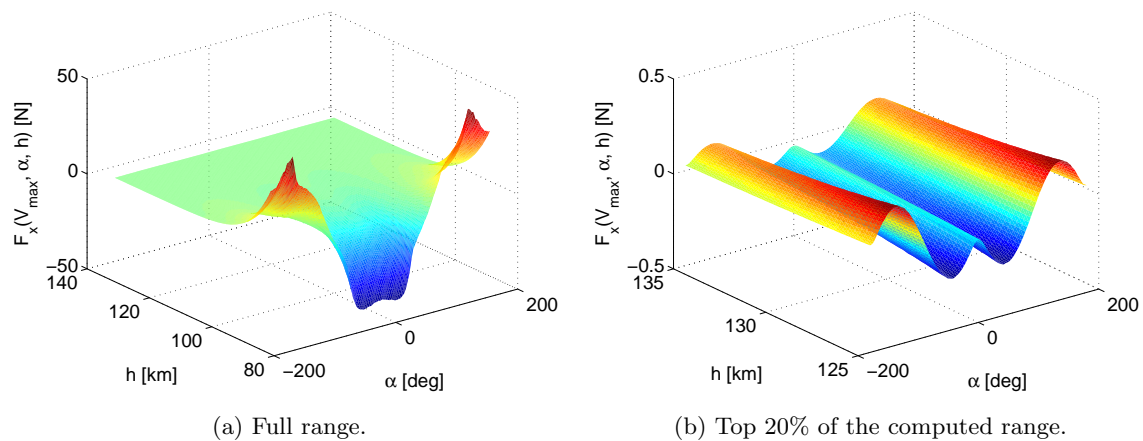 50
0
−50
F_x(V_max, α, h) [N]
140
120
100
80
h [km]
−200
0
200
α [deg]
(a) Full range.
0.5
0
−0.5
F_x(V_max, α, h) [N]
135
130
125
h [km]
−200
0
200
α [deg]
(b) Top 20% of the computed range.